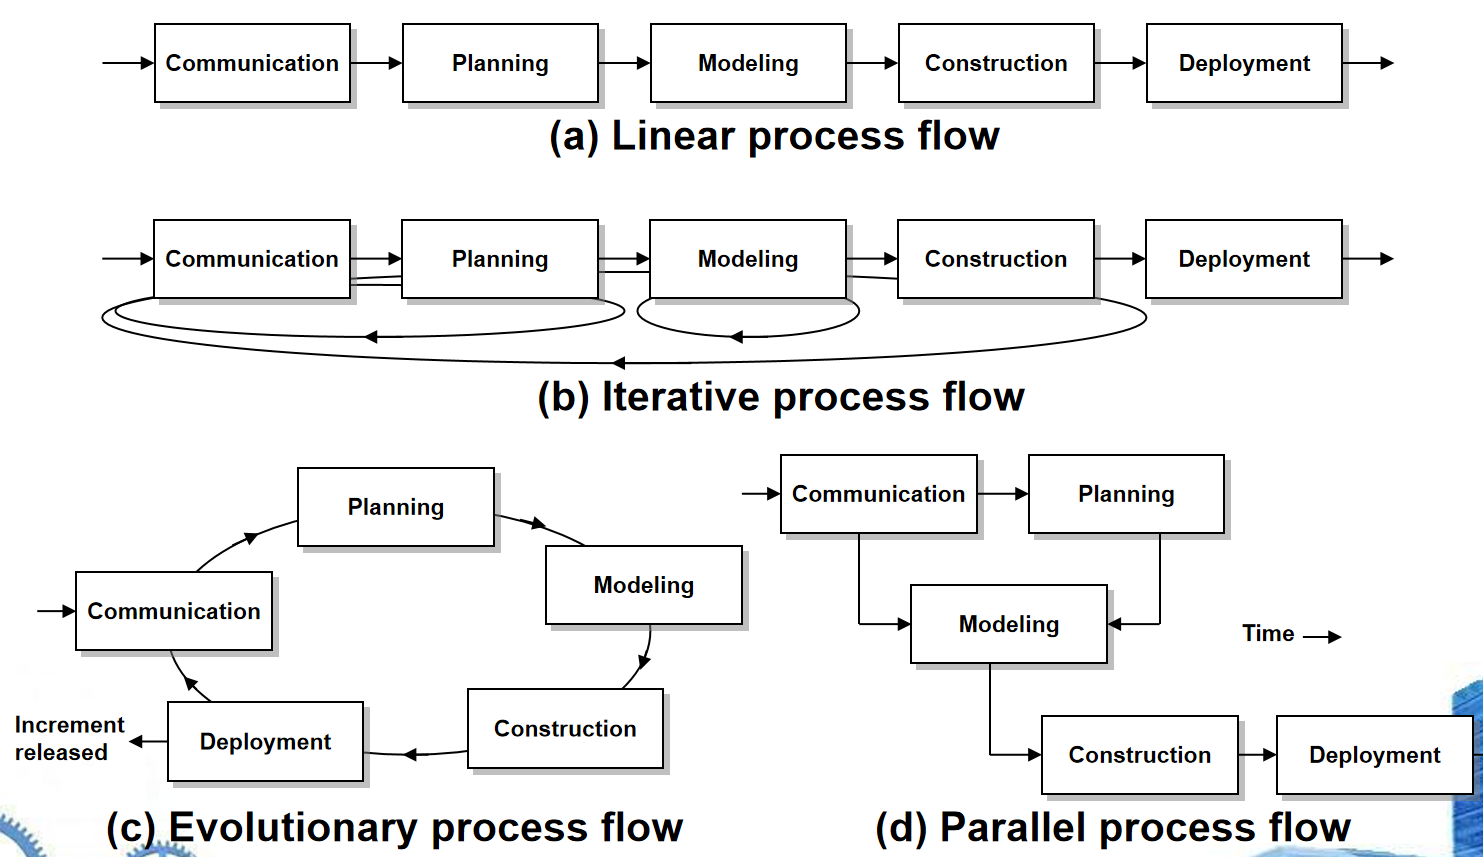 Communication
Planning
Modeling
Construction
Deployment
(a) Linear process flow
Communication
Planning
Modeling
Construction
Deployment
(b) Iterative process flow
Planning
Communication
Modeling
Construction
Deployment
Increment
released
(c) Evolutionary process flow
Communication
Planning
Modeling
Time
Construction
Deployment
(d) Parallel process flow